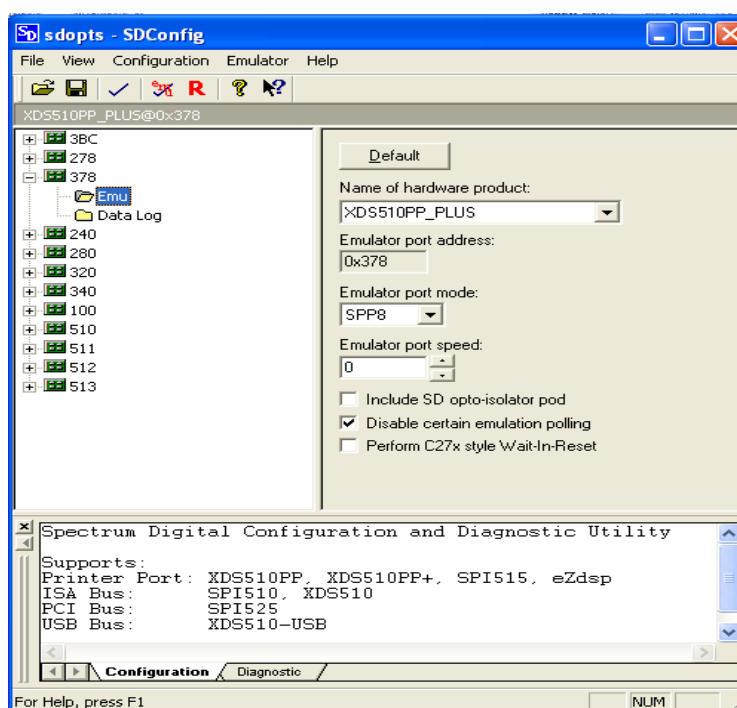 SD sdopts - SDConfig
File View Configuration Emulator Help
R ? ?
XDS510PP_PLUS@0x378
3BC
278
378
Emu
Data Log
240
280
320
340
100
510
511
512
513
Default
Name of hardware product:
XDS510PP_PLUS
Emulator port address:
0x378
Emulator port mode:
SPP8
Emulator port speed:
0
Include SD opto-isolator pod
Disable certain emulation polling
Perform C27x style Wait-In-Reset
Spectrum Digital Configuration and Diagnostic Utility
Supports:
Printer Port: XDS510PP, XDS510PP+, SPI515, eZdsp
ISA Bus: SPI510, XDS510
PCI Bus: SPI525
USB Bus: XDS510-USB
Configuration Diagnostic
For Help, press F1 NUM